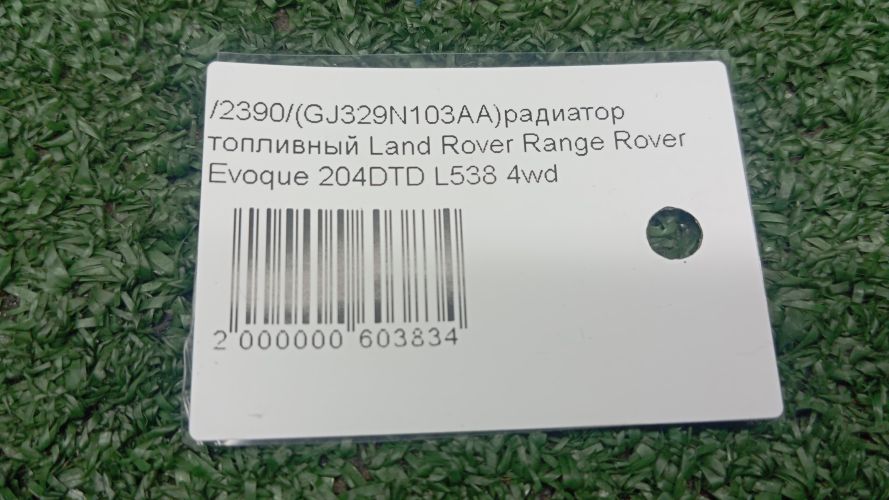 /2390/(GJ329N103AA)радиатор
топливный Land Rover Range Rover
Evoque 204DTD L538 4wd
2 000000 603834